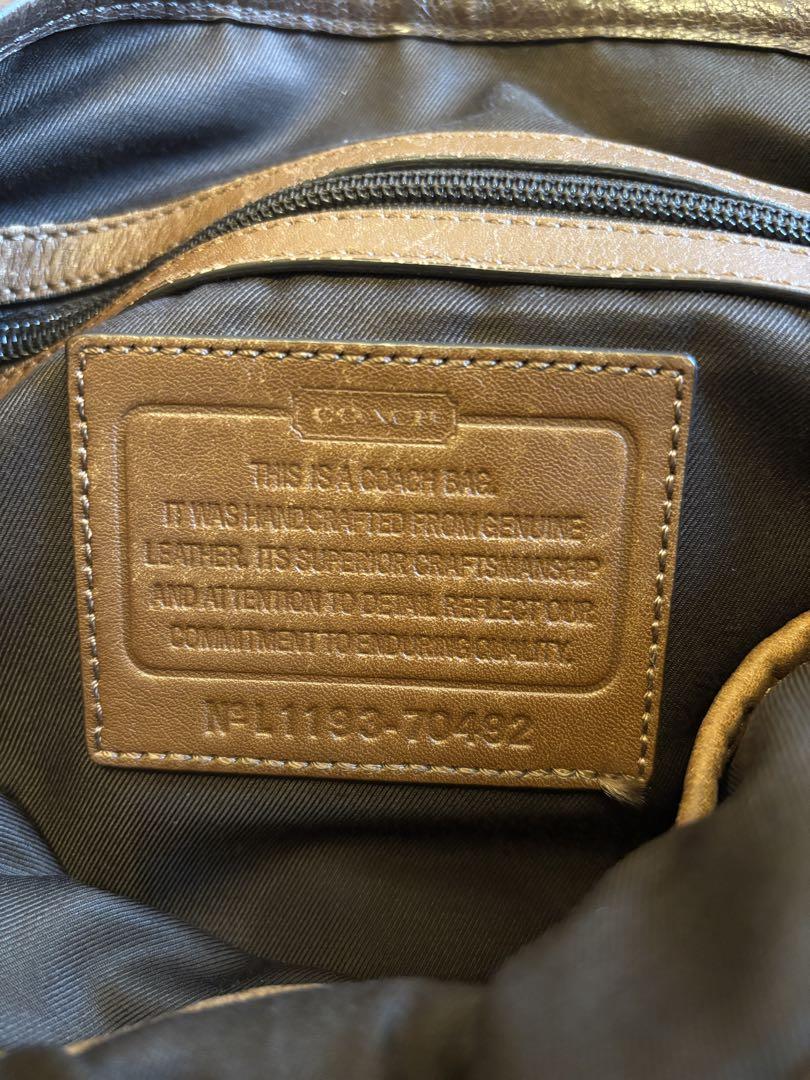 COACH
THIS IS A COACH BAG.
IT WAS HANDCRAFTED FROM GENUINE
LEATHER. ITS SUPERIOR CRAFTSMANSHIP
AND ATTENTION TO DETAIL REFLECT OUR
COMMITMENT TO ENDURING QUALITY.
Nº L1193-70492